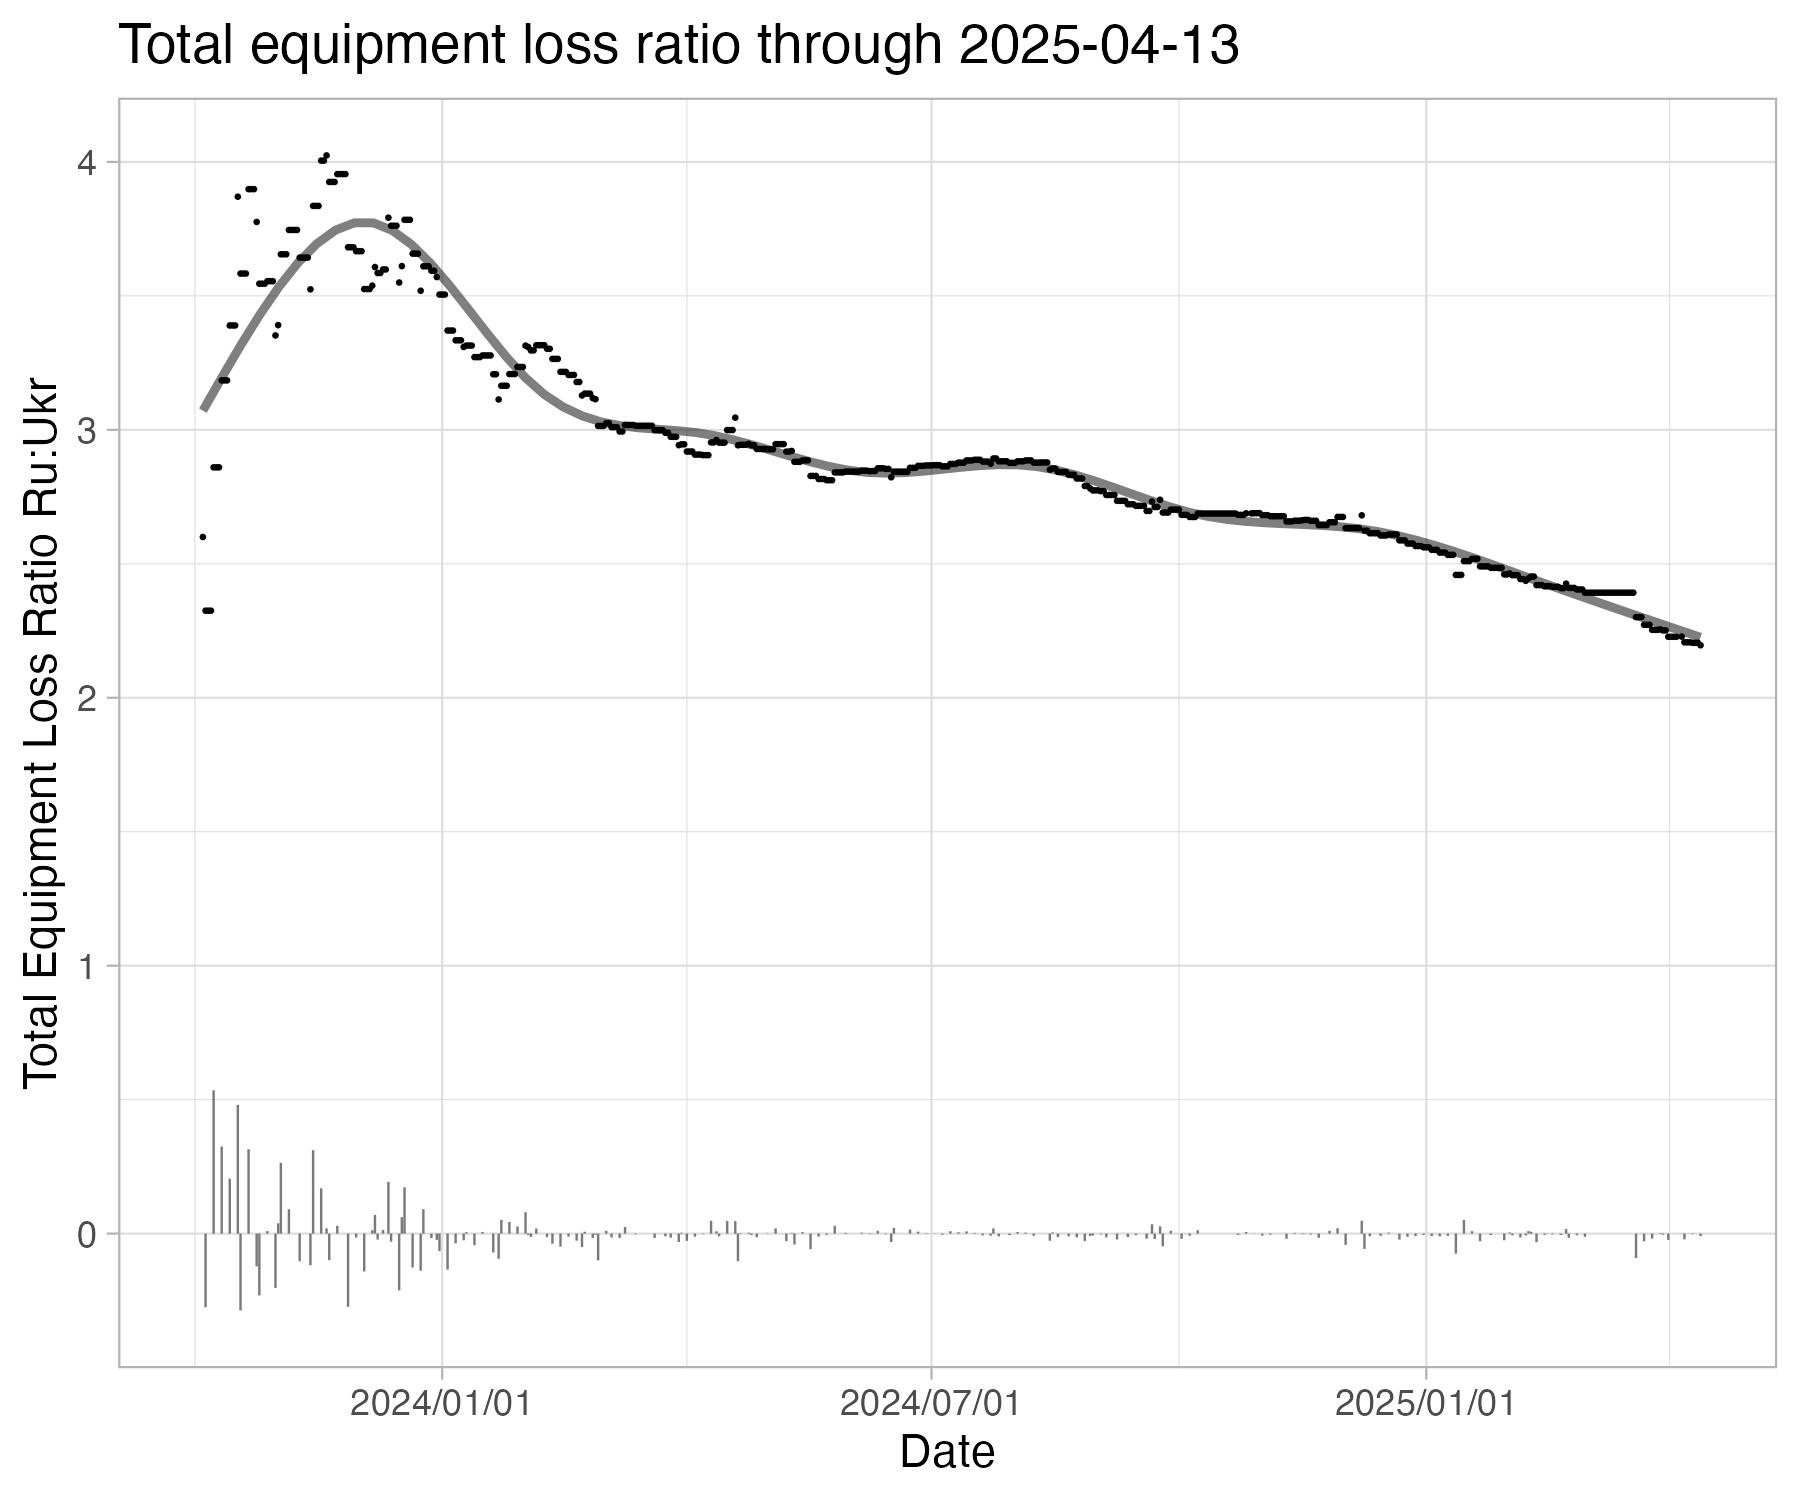 Total equipment loss ratio through 2025-04-13
Total Equipment Loss Ratio Ru:Ukr
4
3
2
1
0
2024/01/01
2024/07/01
2025/01/01
Date